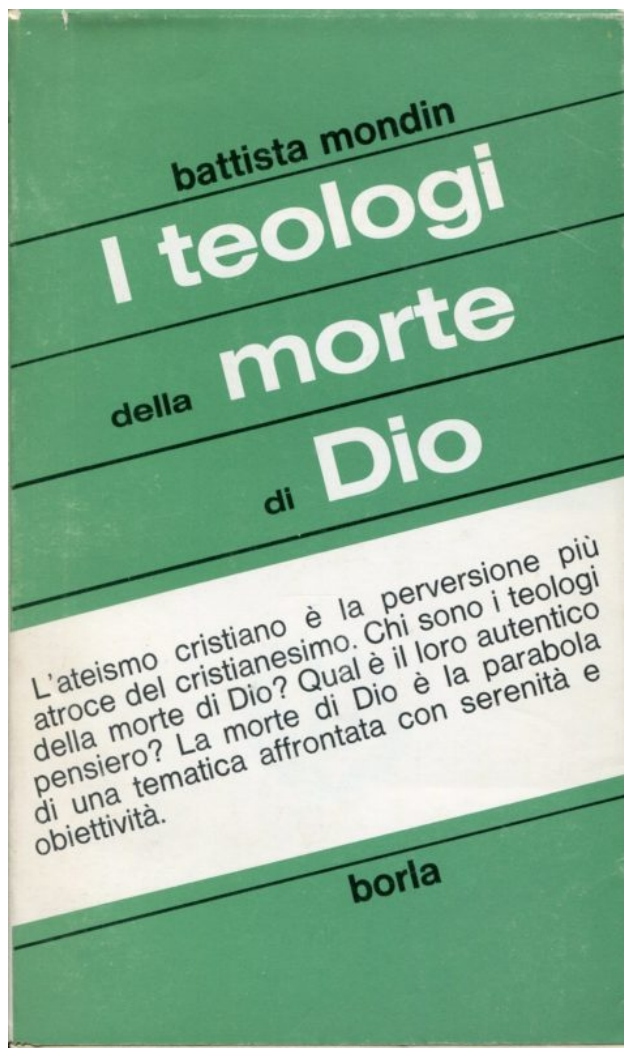 battista mondin
I teologi
della morte
di Dio
L'ateismo cristiano è la perversione più
atroce del cristianesimo. Chi sono i teologi
della morte di Dio? Qual è il loro autentico
pensiero? La morte di Dio è la parabola
di una tematica affrontata con serenità e
obiettività.
borla